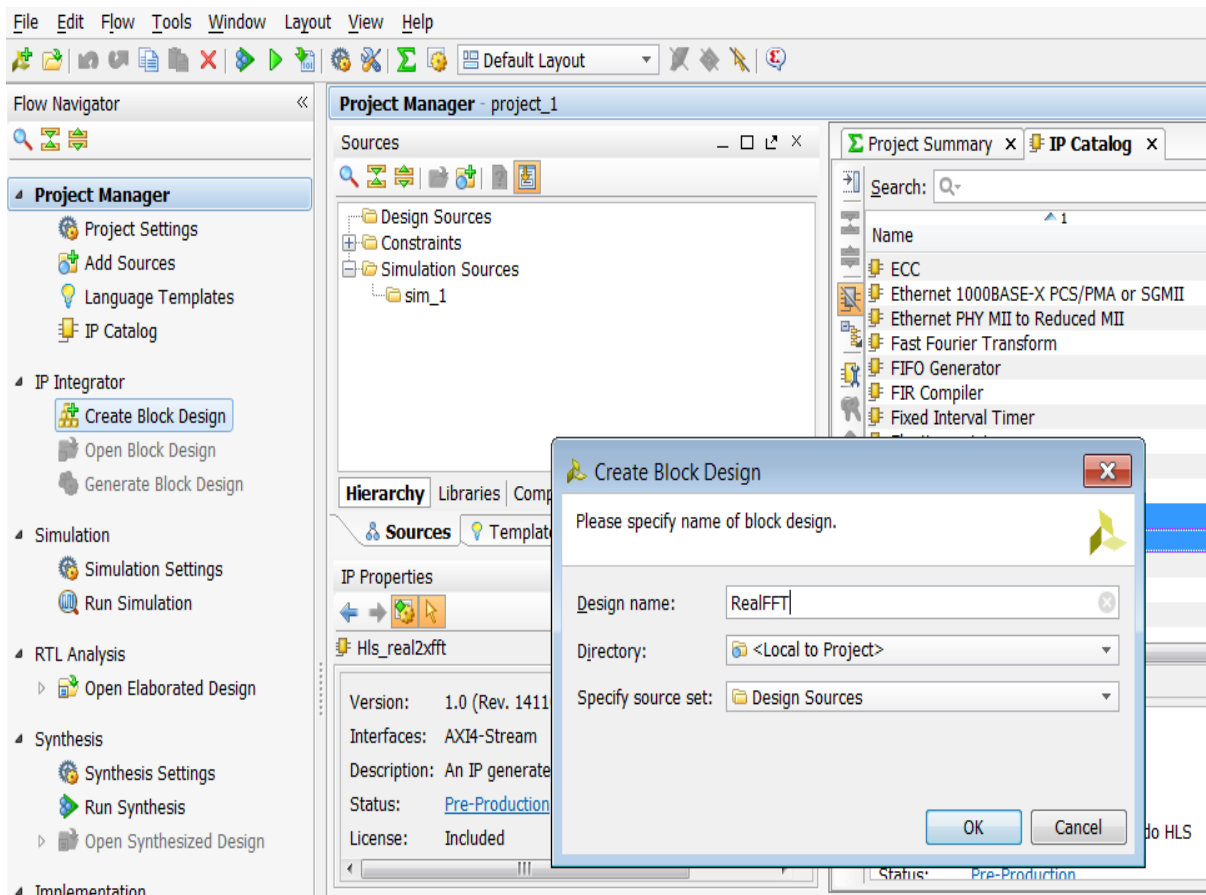 File Edit Flow Tools Window Layout View Help
Default Layout
Flow Navigator
Project Manager - project_1
Project Manager
Project Settings
Add Sources
Language Templates
IP Catalog
IP Integrator
Create Block Design
Open Block Design
Generate Block Design
Simulation
Simulation Settings
Run Simulation
RTL Analysis
Open Elaborated Design
Synthesis
Synthesis Settings
Run Synthesis
Open Synthesized Design
Implementation
Sources
Design Sources
Constraints
Simulation Sources
sim_1
Hierarchy Libraries Comp
Sources Template
IP Properties
Hls_real2xfft
Version: 1.0 (Rev. 1411
Interfaces: AXI4-Stream
Description: An IP generate
Status: Pre-Production
License: Included
Project Summary IP Catalog
Search:
1
Name
ECC
Ethernet 1000BASE-X PCS/PMA or SGMII
Ethernet PHY MII to Reduced MII
Fast Fourier Transform
FIFO Generator
FIR Compiler
Fixed Interval Timer
Create Block Design
Please specify name of block design.
Design name: RealFFT
Directory: <Local to Project>
Specify source set: Design Sources
OK Cancel
do HLS
Status: Pre-Production